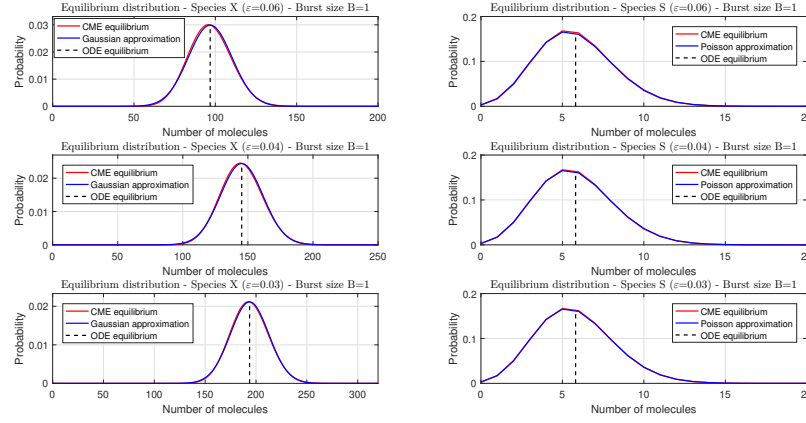 Equilibrium distribution - Species X (ε=0.06) - Burst size B=1
Probability
0.03
0.02
0.01
0
CME equilibrium
Gaussian approximation
ODE equilibrium
0 50 100 150 200
Number of molecules
Equilibrium distribution - Species S (ε=0.06) - Burst size B=1
Probability
0.2
0.1
0
CME equilibrium
Poisson approximation
ODE equilibrium
0 5 10 15 2
Number of molecules
Equilibrium distribution - Species X (ε=0.04) - Burst size B=1
Probability
0.02
0.01
0
CME equilibrium
Gaussian approximation
ODE equilibrium
0 50 100 150 200 250
Number of molecules
Equilibrium distribution - Species S (ε=0.04) - Burst size B=1
Probability
0.2
0.1
0
CME equilibrium
Poisson approximation
ODE equilibrium
0 5 10 15 2
Number of molecules
Equilibrium distribution - Species X (ε=0.03) - Burst size B=1
Probability
0.02
0.01
0
CME equilibrium
Gaussian approximation
ODE equilibrium
0 50 100 150 200 250 300
Number of molecules
Equilibrium distribution - Species S (ε=0.03) - Burst size B=1
Probability
0.2
0.1
0
CME equilibrium
Poisson approximation
ODE equilibrium
0 5 10 15 2
Number of molecules